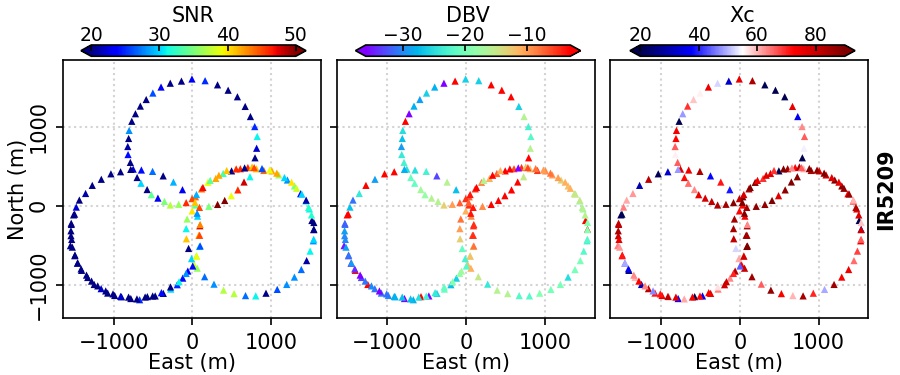 SNR DBV Xc
20 30 40 50 −30 −20 −10 20 40 60 80
North (m)
1000
0
−1000
−1000 0 1000 −1000 0 1000 −1000 0 1000
East (m) East (m) East (m)
IR5209